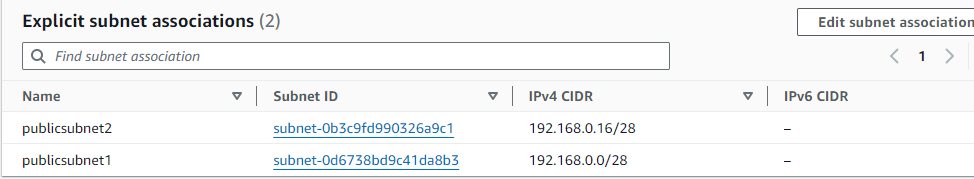 Explicit subnet associations (2)
Edit subnet association
Find subnet association
1
Name Subnet ID IPv4 CIDR IPv6 CIDR
publicsubnet2 subnet-0b3c9fd990326a9c1 192.168.0.16/28 –
publicsubnet1 subnet-0d6738bd9c41da8b3 192.168.0.0/28 –